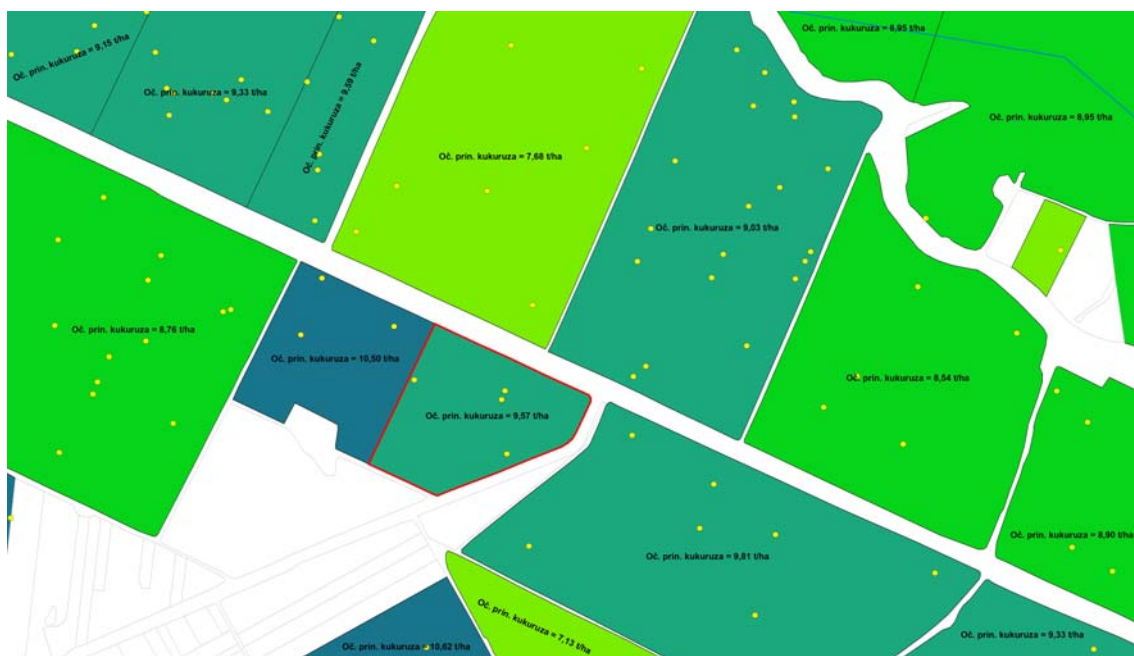 Oč. prin. kukuruza = 8,95 t/ha
Oč. prin. kukuruza = 9,15 t/ha
Oč. prin. kukuruza = 9,33 t/ha
Oč. prin. kukuruza = 9,59 t/ha
Oč. prin. kukuruza = 8,95 t/ha
Oč. prin. kukuruza = 7,68 t/ha
Oč. prin. kukuruza = 9,03 t/ha
Oč. prin. kukuruza = 8,76 t/ha
Oč. prin. kukuruza = 10,50 t/ha
Oč. prin. kukuruza = 8,54 t/ha
Oč. prin. kukuruza = 9,57 t/ha
Oč. prin. kukuruza = 8,90 t/ha
Oč. prin. kukuruza = 9,81 t/ha
Oč. prin. kukuruza = 7,13 t/ha
Oč. prin. kukuruza = 9,33 t/ha
Oč. prin. kukuruza = 10,62 t/ha